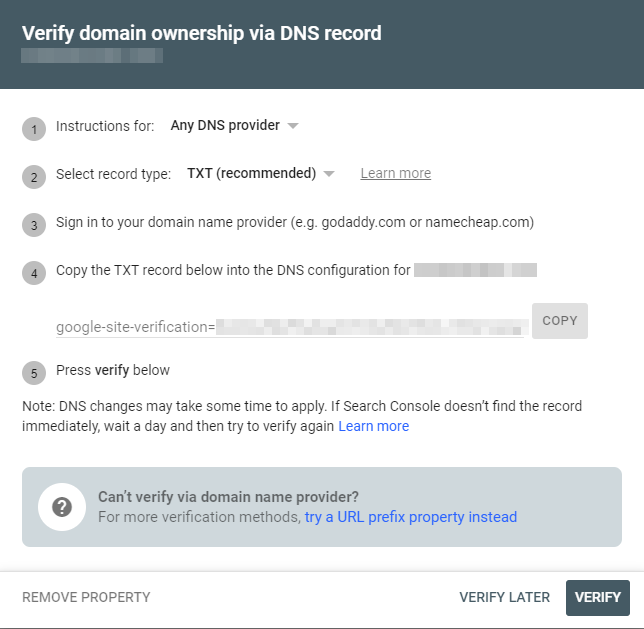 Verify domain ownership via DNS record
1 Instructions for: Any DNS provider
2 Select record type: TXT (recommended) Learn more
3 Sign in to your domain name provider (e.g. godaddy.com or namecheap.com)
4 Copy the TXT record below into the DNS configuration for
google-site-verification= COPY
5 Press verify below
Note: DNS changes may take some time to apply. If Search Console doesn’t find the record
immediately, wait a day and then try to verify again Learn more
? Can’t verify via domain name provider?
For more verification methods, try a URL prefix property instead
REMOVE PROPERTY VERIFY LATER VERIFY